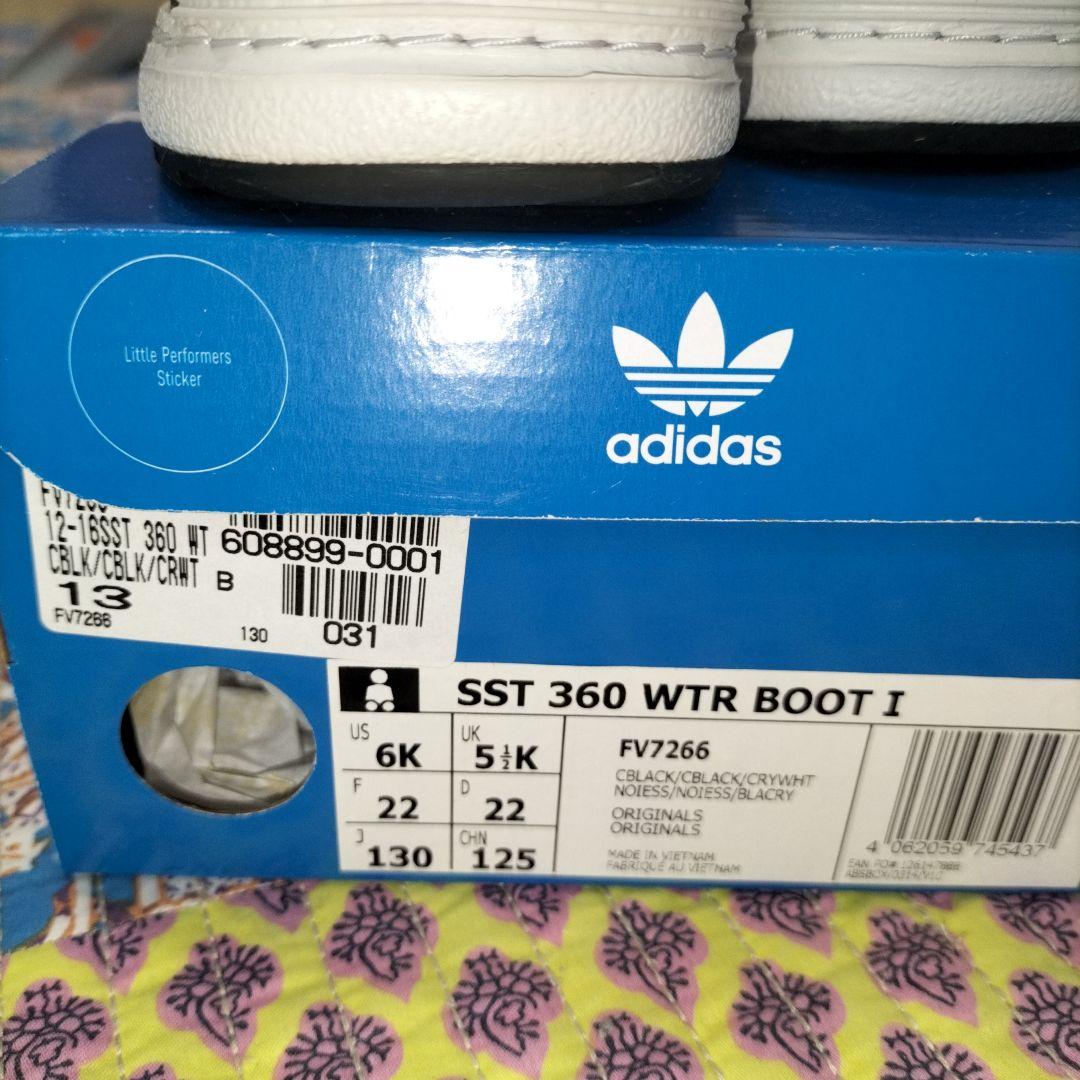 Little Performers
Sticker
adidas
12-16SST 360 WT
608899-0001
CBLK/CBLK/CRWT B
13
FV7266
130
031
SST 360 WTR BOOT I
US
6K
UK
5½K
F
22
D
22
J
130
CHN
125
FV7266
CBLACK/CBLACK/CRYWHT
NOIESS/NOIESS/BLACRY
ORIGINALS
ORIGINALS
MADE IN VIETNAM
FABRIQUE AU VIETNAM
4 062059 745437